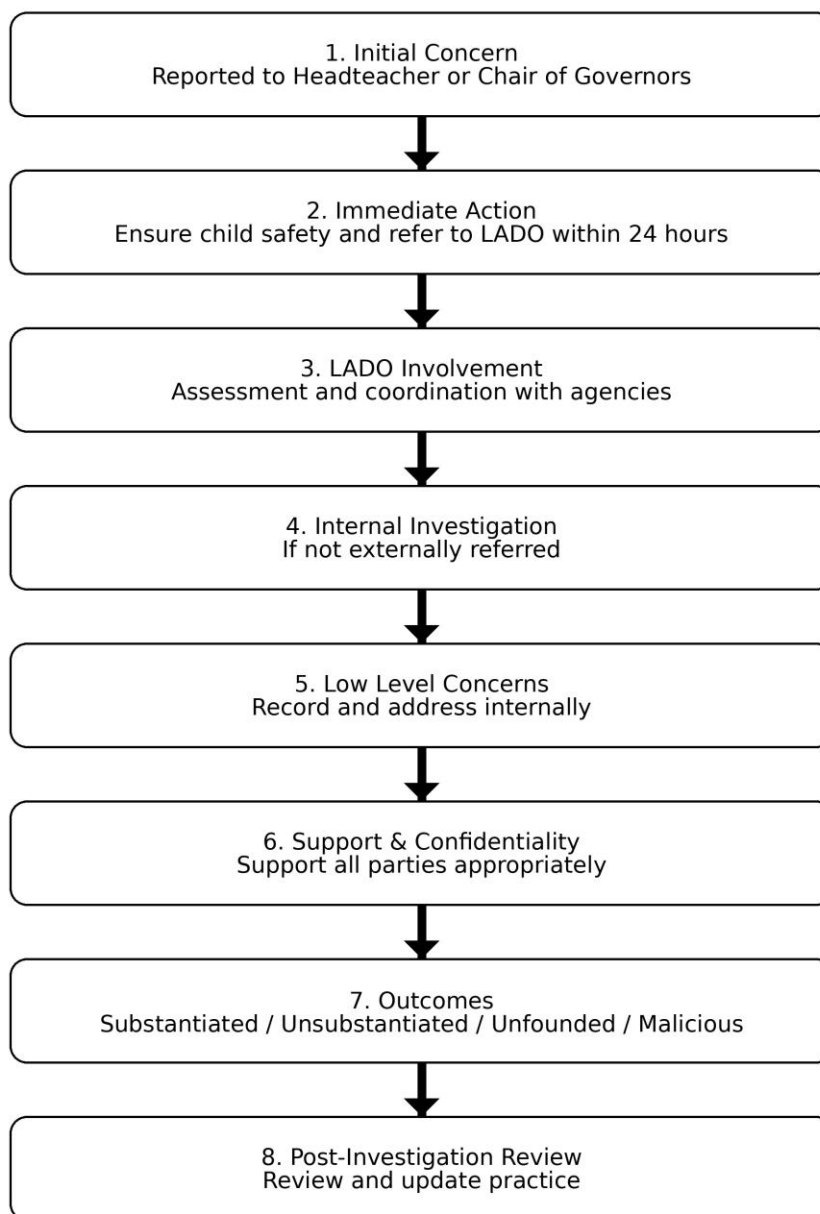 1. Initial Concern
Reported to Headteacher or Chair of Governors
2. Immediate Action
Ensure child safety and refer to LADO within 24 hours
3. LADO Involvement
Assessment and coordination with agencies
4. Internal Investigation
If not externally referred
5. Low Level Concerns
Record and address internally
6. Support & Confidentiality
Support all parties appropriately
7. Outcomes
Substantiated / Unsubstantiated / Unfounded / Malicious
8. Post-Investigation Review
Review and update practice